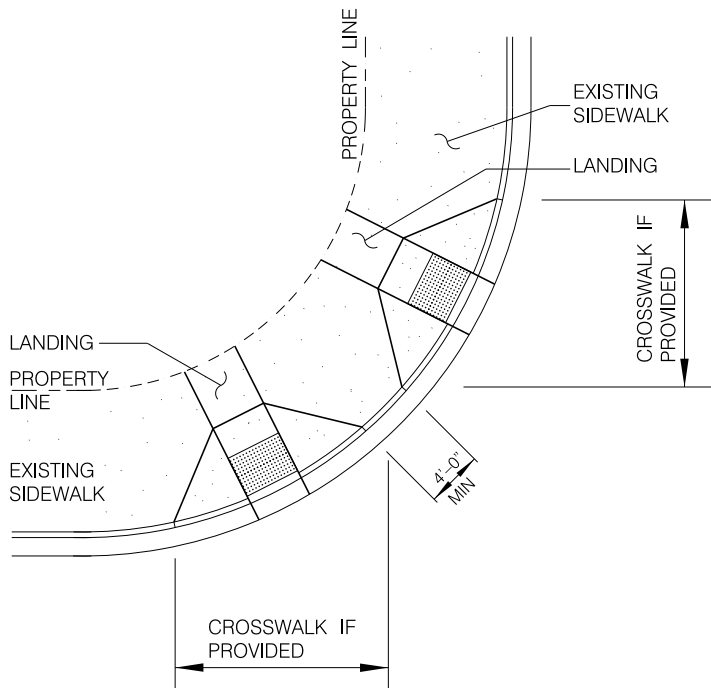 PROPERTY LINE
EXISTING
SIDEWALK
LANDING
CROSSWALK IF
PROVIDED
LANDING
PROPERTY
LINE
EXISTING
SIDEWALK
4'-0"
MIN
CROSSWALK IF
PROVIDED